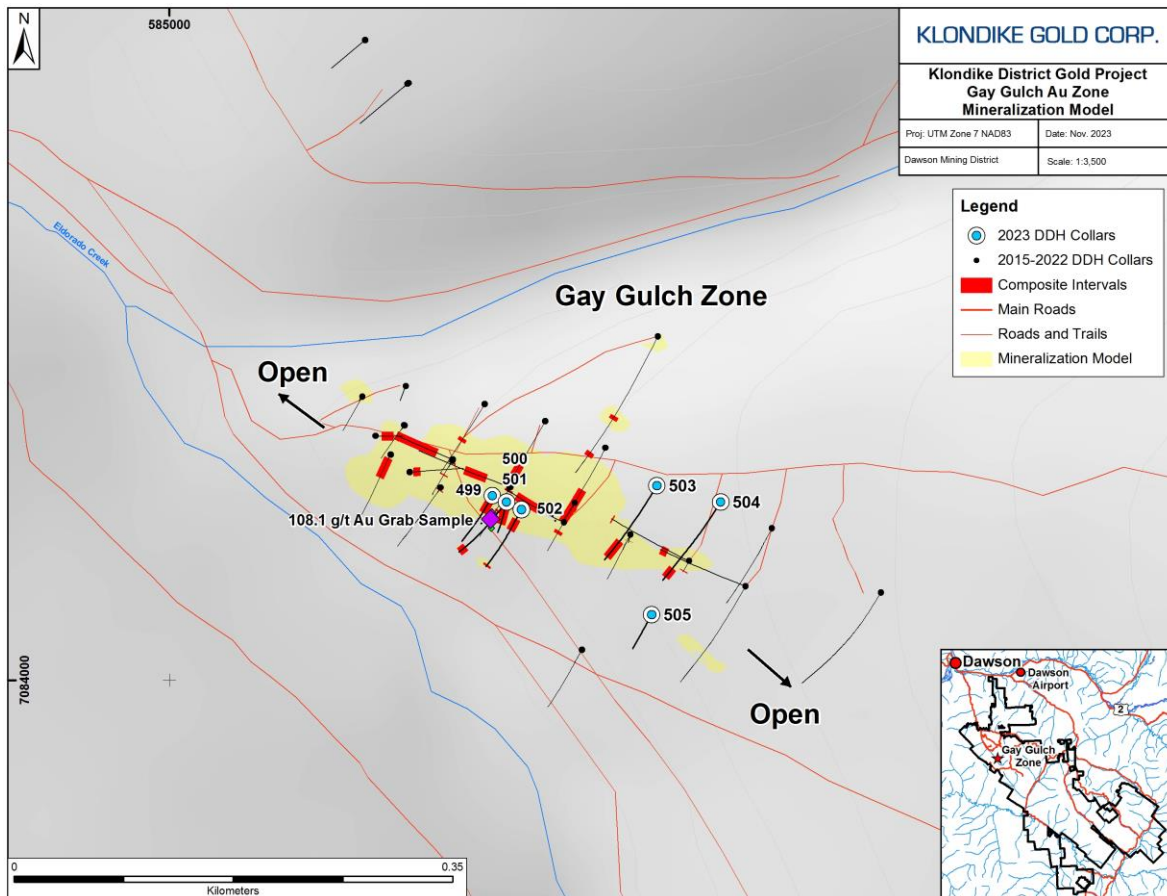 N
585000
KLONDIKE GOLD CORP.
Klondike District Gold Project
Gay Gulch Au Zone
Mineralization Model
Proj: UTM Zone 7 NAD83
Date: Nov. 2023
Dawson Mining District
Scale: 1:3,500
Legend
2023 DDH Collars
2015-2022 DDH Collars
Composite Intervals
Main Roads
Roads and Trails
Mineralization Model
Eldorado Creek
Gay Gulch Zone
Open
500
501
499
502
503
504
108.1 g/t Au Grab Sample
505
Open
7084000
Dawson
Dawson
Airport
2
Gay Gulch
Zone
0
0.35
Kilometers